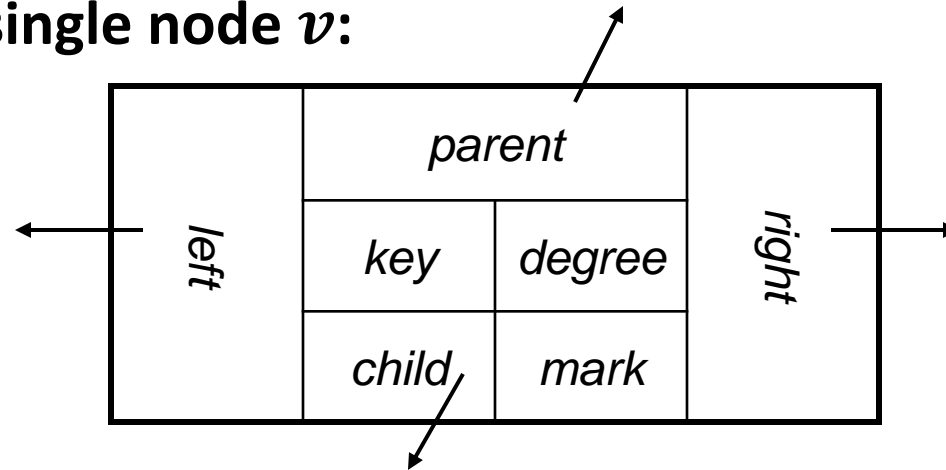 single node v:
parent
left
key
degree
right
child
mark